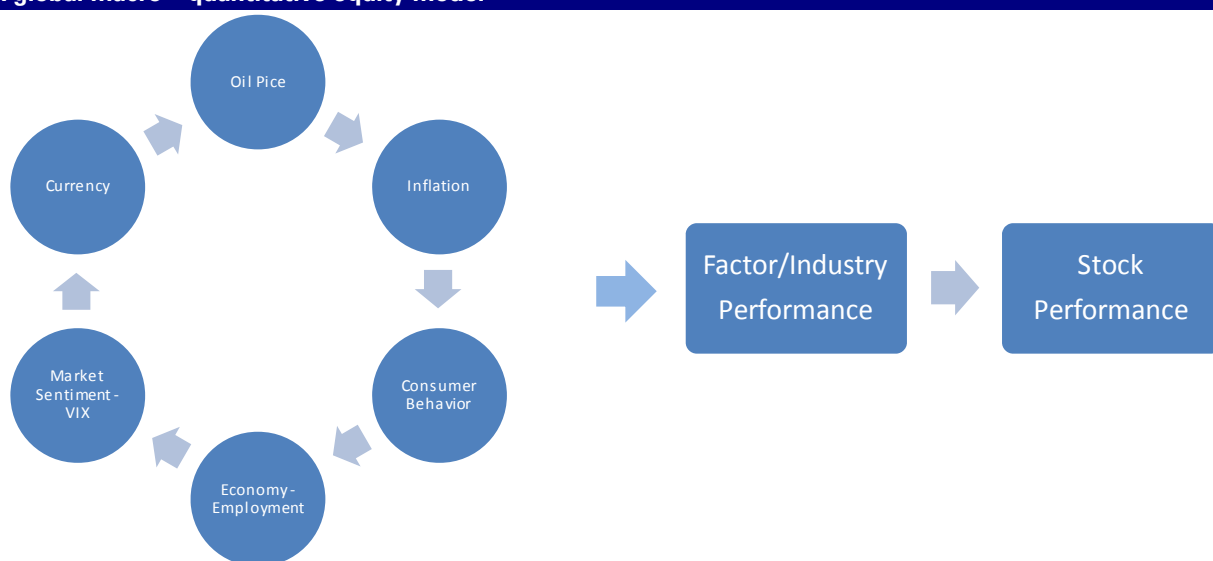 Oil Pice
Currency
Inflation
Factor/Industry
Performance
Stock
Performance
Market
Sentiment-
VIX
Consumer
Behavior
Economy-
Employment